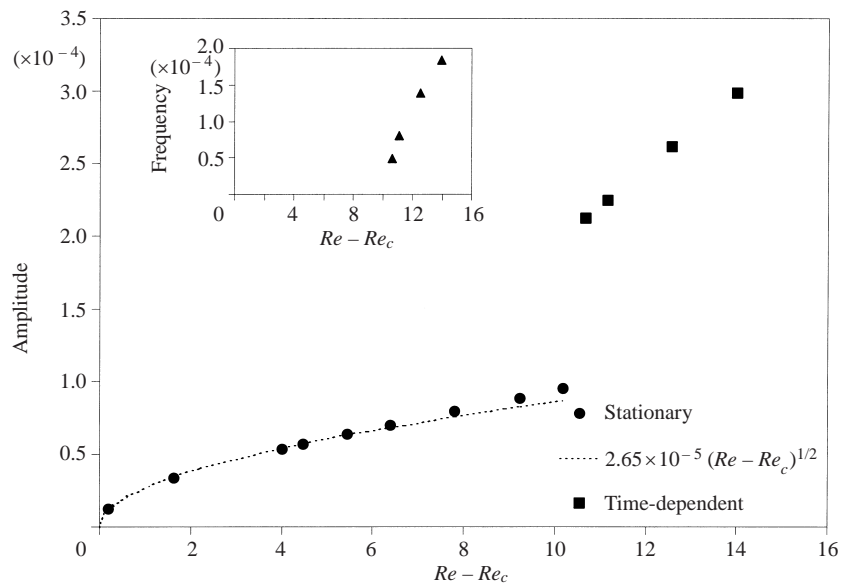 3.5
(×10⁻⁴)
3.0
2.5
2.0
1.5
1.0
0.5
0
Amplitude
0 2 4 6 8 10 12 14 16
Re – Re_c
2.0
(×10⁻⁴)
1.5
1.0
0.5
0
Frequency
4 8 12 16
Re – Re_c
Stationary
2.65×10⁻⁵ (Re – Re_c)^1/2
Time-dependent